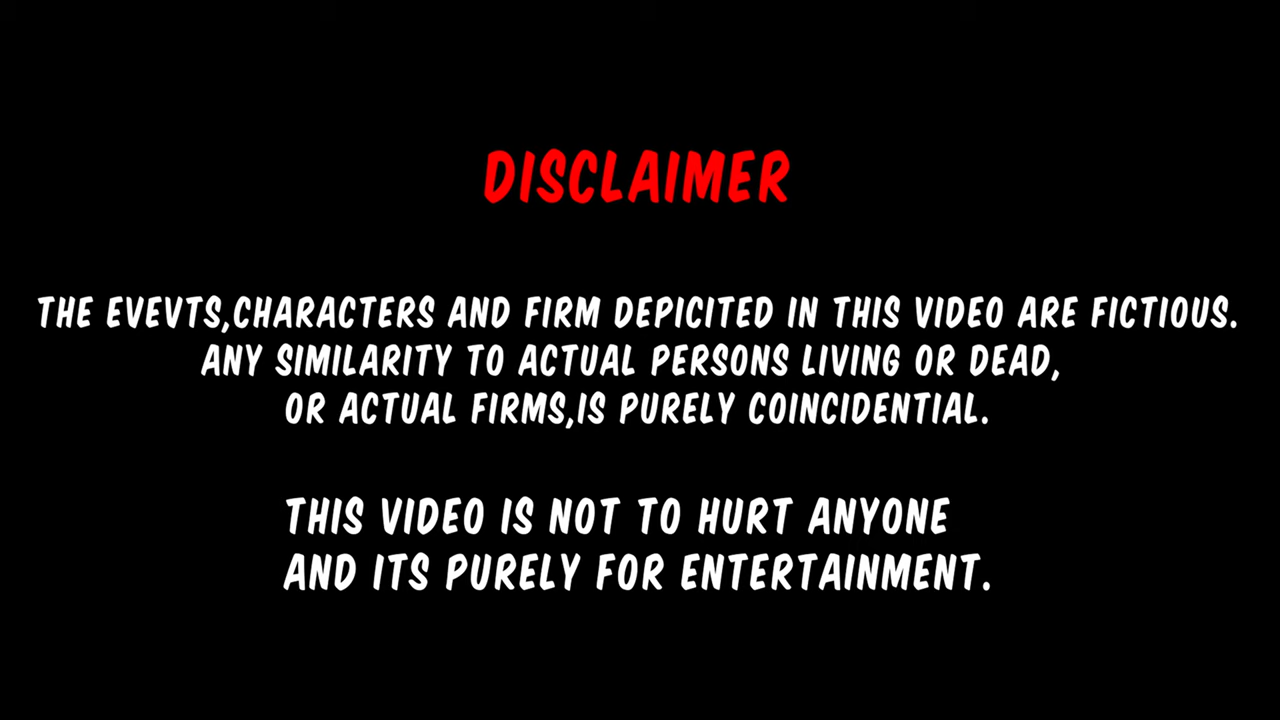 DISCLAIMER
THE EVEVTS,CHARACTERS AND FIRM DEPICITED IN THIS VIDEO ARE FICTIOUS.
ANY SIMILARITY TO ACTUAL PERSONS LIVING OR DEAD,
OR ACTUAL FIRMS,IS PURELY COINCIDENTIAL.
THIS VIDEO IS NOT TO HURT ANYONE
AND ITS PURELY FOR ENTERTAINMENT.